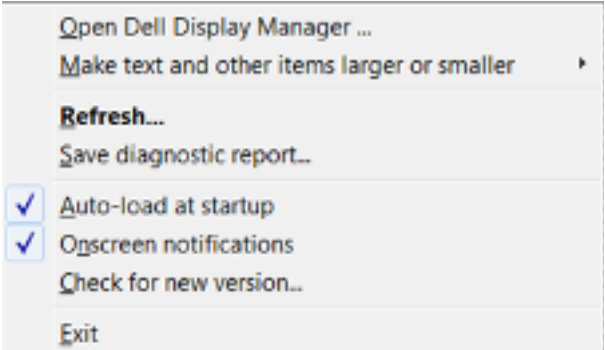 Open Dell Display Manager ...
Make text and other items larger or smaller
Refresh...
Save diagnostic report...
Auto-load at startup
Onscreen notifications
Check for new version...
Exit